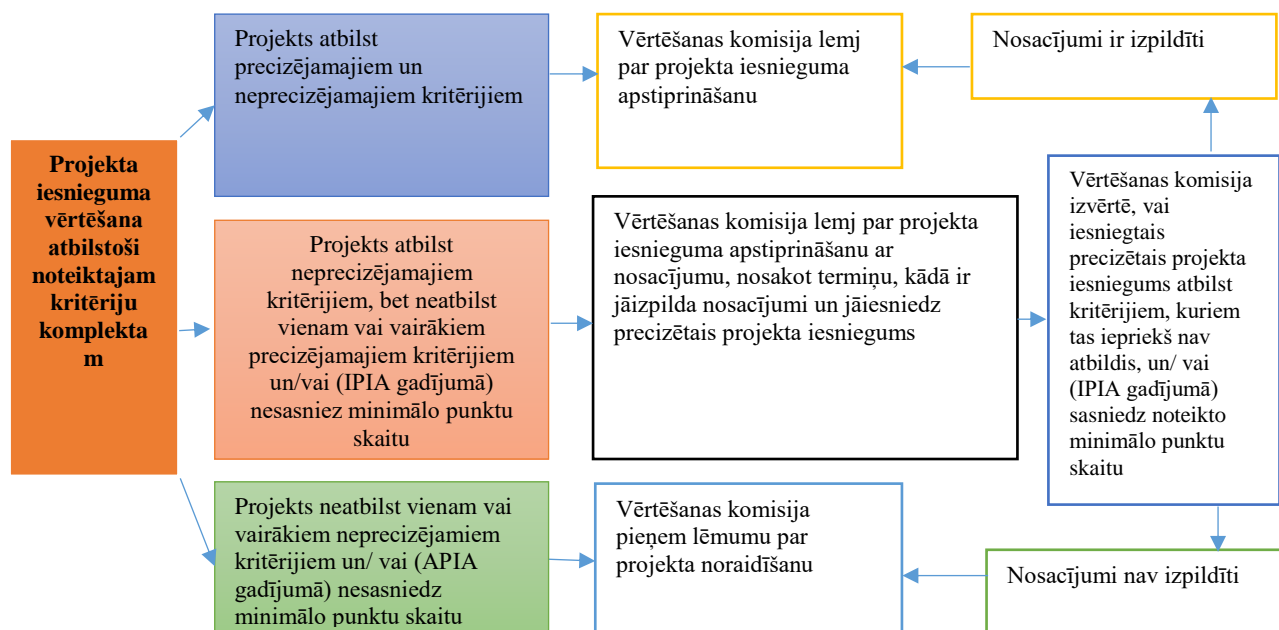 Projekta
iesnieguma
vērtēšana
atbilstoši
noteiktajam
kritēriju
komplekta
m
Projekts atbilst
precizējamajiem un
neprecizējamajiem kritērijiem
Vērtēšanas komisija lemj
par projekta iesnieguma
apstiprināšanu
Nosacījumi ir izpildīti
Projekts atbilst
neprecizējamajiem
kritērijiem, bet neatbilst
vienam vai vairākiem
precizējamajiem kritērijiem
un/vai (IPIA gadījumā)
nesasniez minimālo punktu
skaitu
Vērtēšanas komisija lemj par projekta
iesnieguma apstiprināšanu ar
nosacījumu, nosakot termiņu, kādā ir
jāizpilda nosacījumi un jāiesniedz
precizētais projekta iesniegums
Vērtēšanas komisija
izvērtē, vai
iesniegtais
precizētais projekta
iesniegums atbilst
kritērijiem, kuriem
tas iepriekš nav
atbildis, un/ vai
(IPIA gadījumā)
sasniedz noteikto
minimālo punktu
skaitu
Projekts neatbilst vienam vai
vairākiem neprecizējamiem
kritērijiem un/ vai (APIA
gadījumā) nesasniedz
minimālo punktu skaitu
Vērtēšanas komisija
pieņem lēmumu par
projekta noraidīšanu
Nosacījumi nav izpildīti